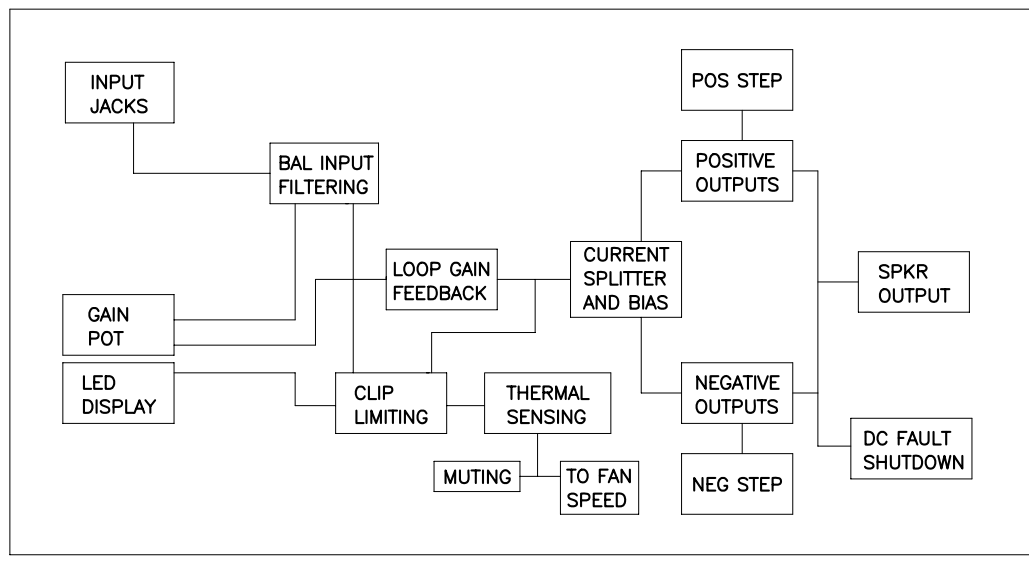 INPUT
JACKS
POS STEP
BAL INPUT
FILTERING
POSITIVE
OUTPUTS
LOOP GAIN
FEEDBACK
CURRENT
SPLITTER
AND BIAS
SPKR
OUTPUT
GAIN
POT
LED
DISPLAY
CLIP
LIMITING
THERMAL
SENSING
NEGATIVE
OUTPUTS
DC FAULT
SHUTDOWN
MUTING
TO FAN
SPEED
NEG STEP